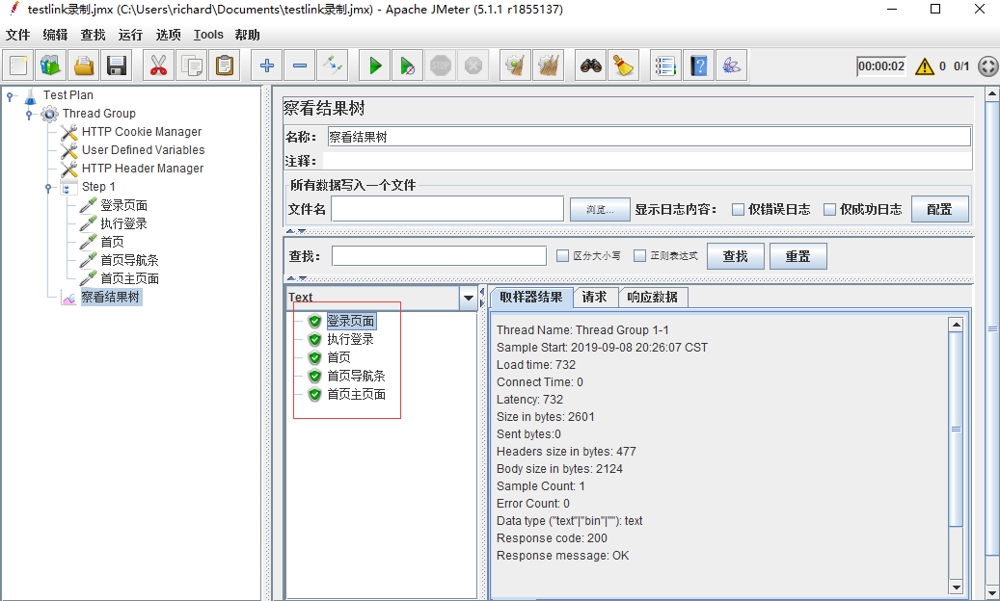 testlink录制.jmx (C:\Users\richard\Documents\testlink录制.jmx) - Apache JMeter (5.1.1 r1855137)
文件 编辑 查找 运行 选项 Tools 帮助
STOP
00:00:02 0 0/1
Test Plan
Thread Group
HTTP Cookie Manager
User Defined Variables
HTTP Header Manager
Step 1
登录页面
执行登录
首页
首页导航条
首页主页面
察看结果树
察看结果树
名称： 察看结果树
注释：
所有数据写入一个文件
文件名 浏览... 显示日志内容： 仅错误日志 仅成功日志 配置
查找： 区分大小写 正则表达式 查找 重置
Text
登录页面
执行登录
首页
首页导航条
首页主页面
取样器结果 请求 响应数据
Thread Name: Thread Group 1-1
Sample Start: 2019-09-08 20:26:07 CST
Load time: 732
Connect Time: 0
Latency: 732
Size in bytes: 2601
Sent bytes:0
Headers size in bytes: 477
Body size in bytes: 2124
Sample Count: 1
Error Count: 0
Data type ("text"|"bin"|""): text
Response code: 200
Response message: OK